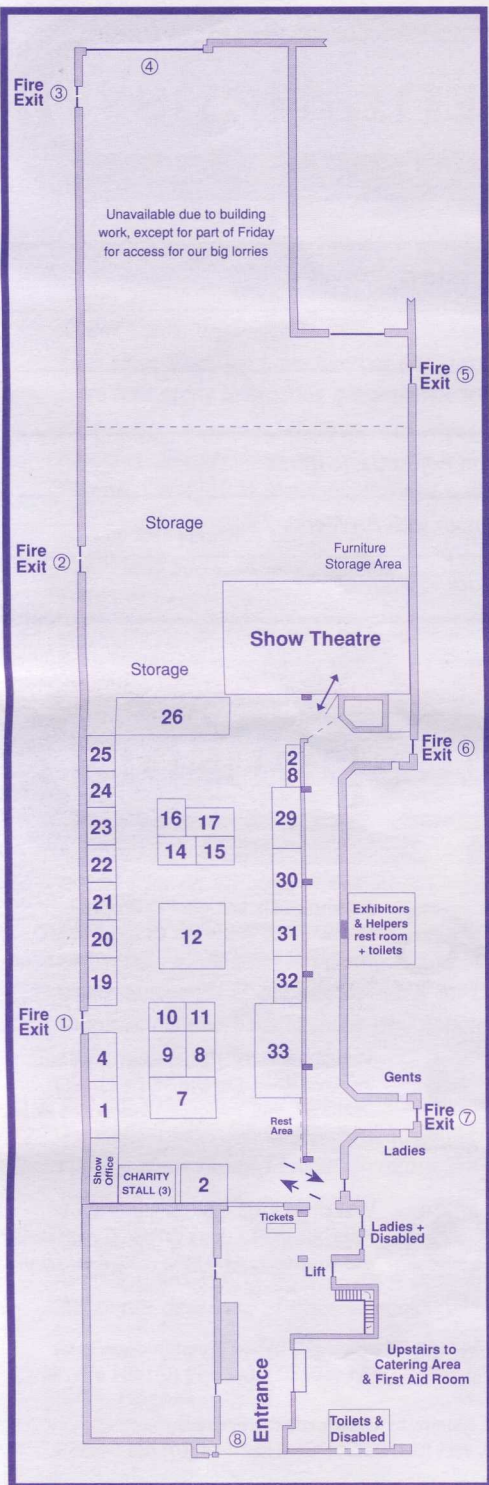 ④
Fire
Exit ③
Unavailable due to building
work, except for part of Friday
for access for our big lorries
Fire
Exit ⑤
Storage
Fire
Exit ②
Furniture
Storage Area
Show Theatre
Storage
26
25
2
8
Fire
Exit ⑥
24
16
17
29
23
14
15
22
30
21
Exhibitors
& Helpers
rest room
+ toilets
12
20
31
19
32
Fire
Exit ①
10
11
33
4
9
8
Gents
7
1
Fire
Exit ⑦
Rest
Area
Ladies
Show
Office
CHARITY
STALL (3)
2
Tickets
Ladies +
Disabled
Lift
Upstairs to
Catering Area
& First Aid Room
Entrance
⑧
Toilets &
Disabled